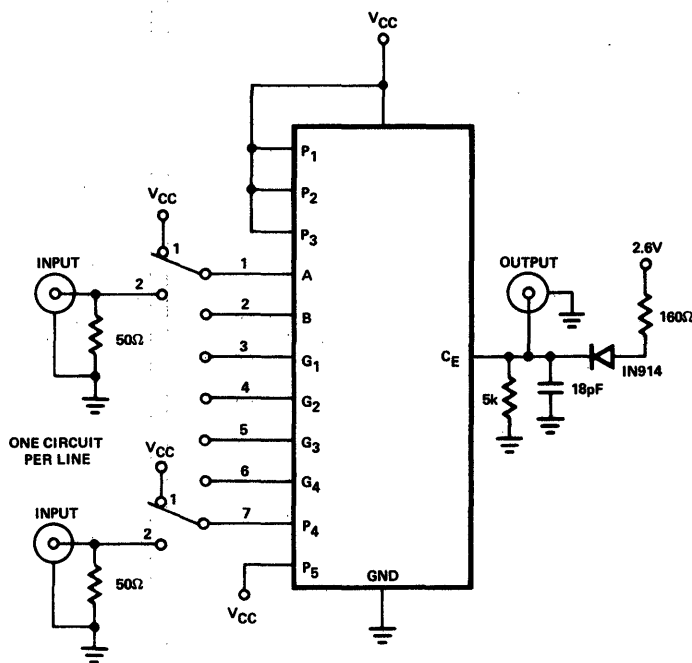 VCC
P1
P2
P3
VCC
1
INPUT
2
50Ω
1
A
2
B
3
G1
4
G2
5
G3
6
G4
7
P4
P5
GND
CE
OUTPUT
2.6V
160Ω
IN914
5k
18pF
ONE CIRCUIT
PER LINE
VCC
1
INPUT
2
50Ω
VCC